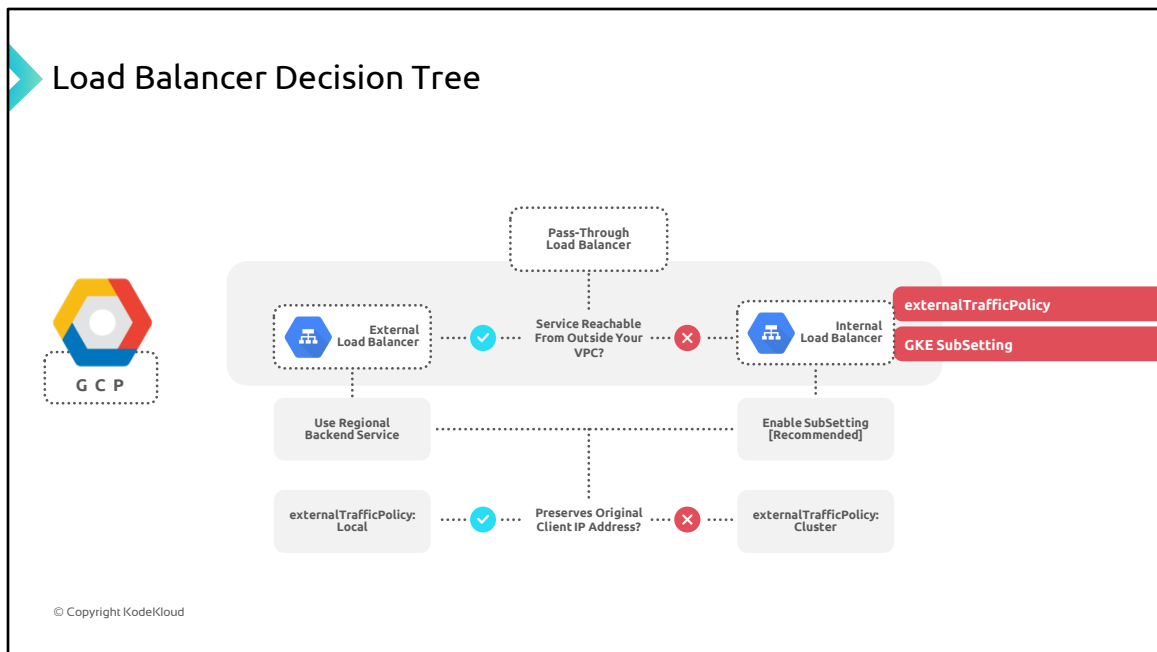 Load Balancer Decision Tree
Pass-Through
Load Balancer
External
Load Balancer
Service Reachable
From Outside Your
VPC?
Internal
Load Balancer
externalTrafficPolicy
GKE SubSetting
G C P
Use Regional
Backend Service
Enable SubSetting
[Recommended]
externalTrafficPolicy:
Local
Preserves Original
Client IP Address?
externalTrafficPolicy:
Cluster
© Copyright KodeKloud